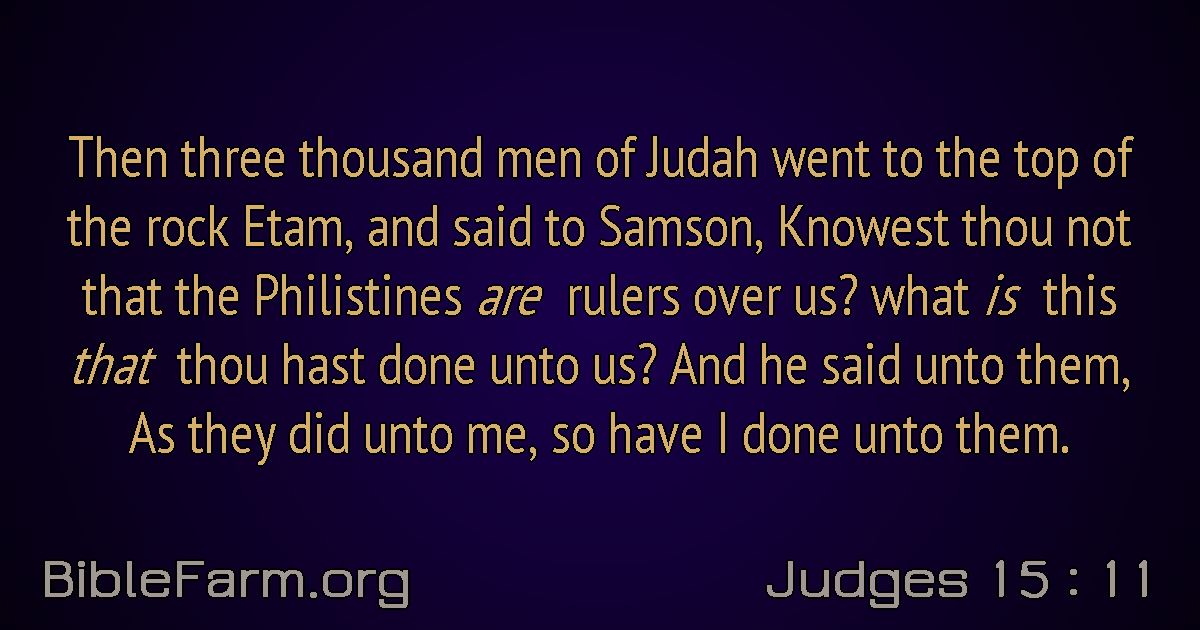 Then three thousand men of Judah went to the top of
the rock Etam, and said to Samson, Knowest thou not
that the Philistines are rulers over us? what is this
that thou hast done unto us? And he said unto them,
As they did unto me, so have I done unto them.
BibleFarm.org
Judges 15 : 11